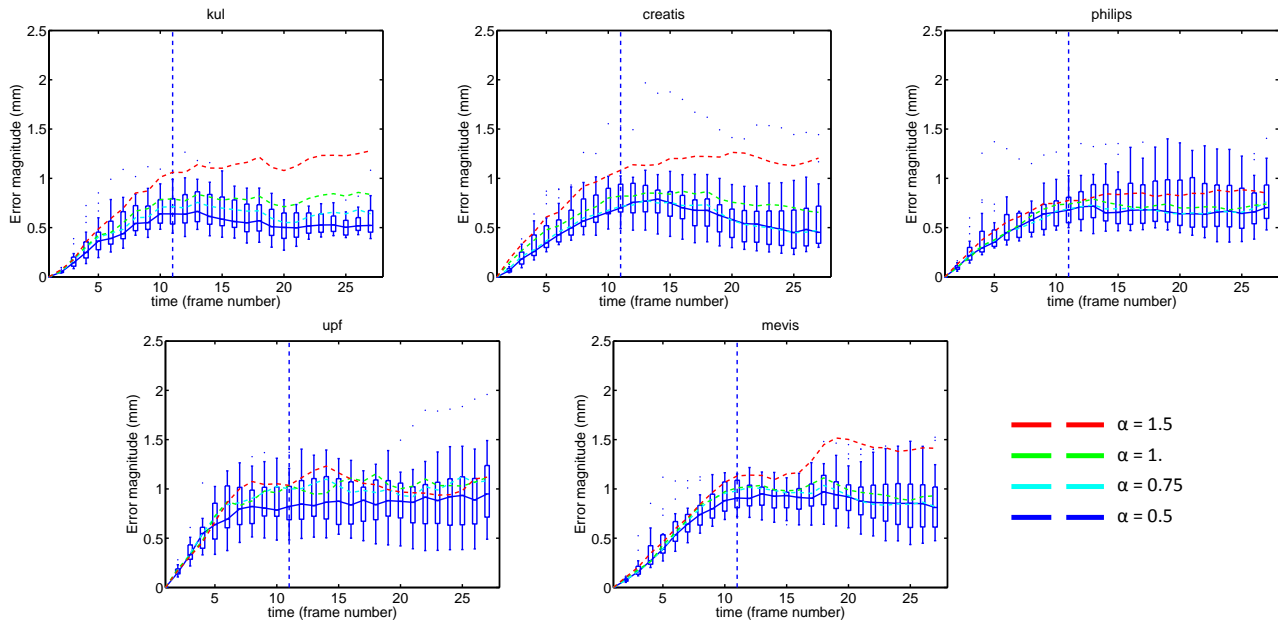 kul
2.5
2
1.5
1
0.5
0
Error magnitude (mm)
5 10 15 20 25
time (frame number)
creatis
2.5
2
1.5
1
0.5
0
Error magnitude (mm)
5 10 15 20 25
time (frame number)
philips
2.5
2
1.5
1
0.5
0
Error magnitude (mm)
5 10 15 20 25
time (frame number)
upf
2.5
2
1.5
1
0.5
0
Error magnitude (mm)
5 10 15 20 25
time (frame number)
mevis
2.5
2
1.5
1
0.5
0
Error magnitude (mm)
5 10 15 20 25
time (frame number)
α = 1.5
α = 1.
α = 0.75
α = 0.5